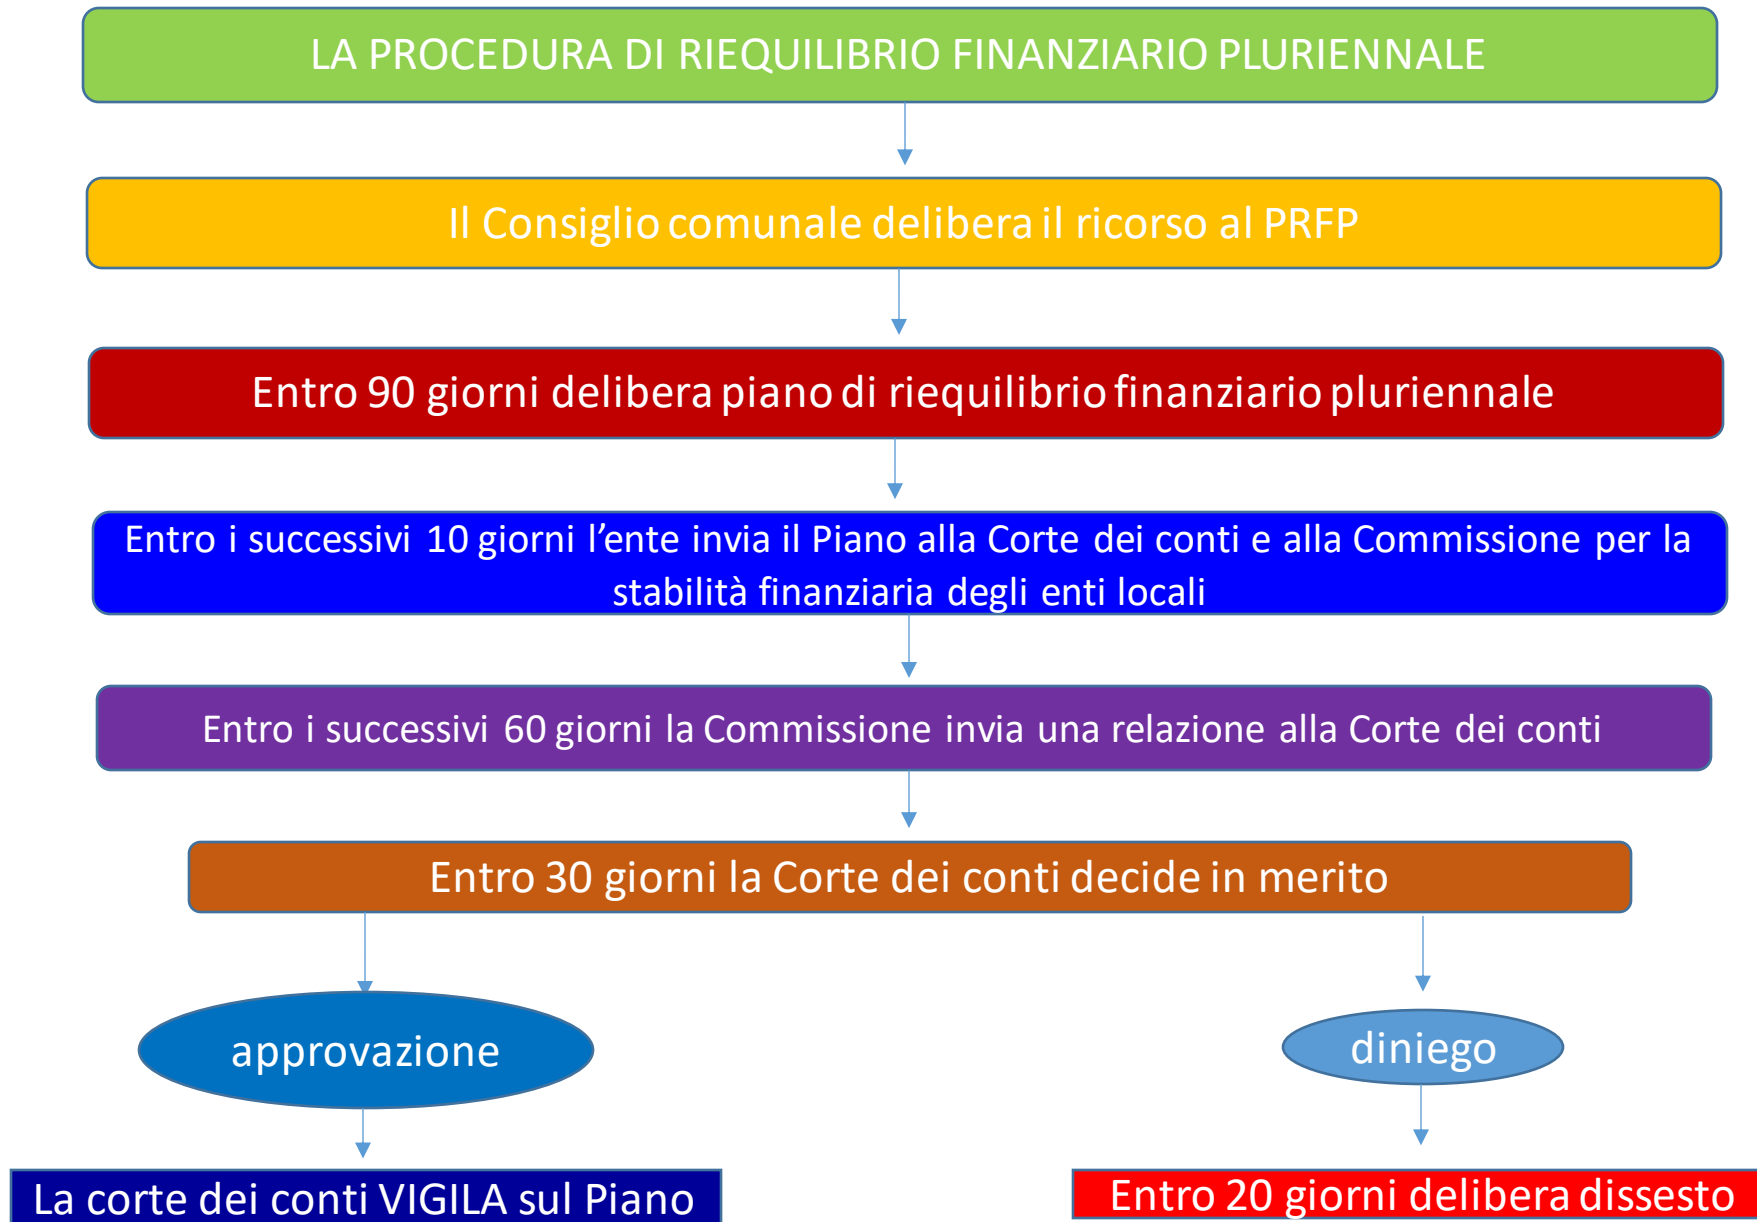 LA PROCEDURA DI RIEQUILIBRIO FINANZIARIO PLURIENNALE
Il Consiglio comunale delibera il ricorso al PRFP
Entro 90 giorni delibera piano di riequilibrio finanziario pluriennale
Entro i successivi 10 giorni l’ente invia il Piano alla Corte dei conti e alla Commissione per la
stabilità finanziaria degli enti locali
Entro i successivi 60 giorni la Commissione invia una relazione alla Corte dei conti
Entro 30 giorni la Corte dei conti decide in merito
approvazione
diniego
La corte dei conti VIGILA sul Piano
Entro 20 giorni delibera dissesto